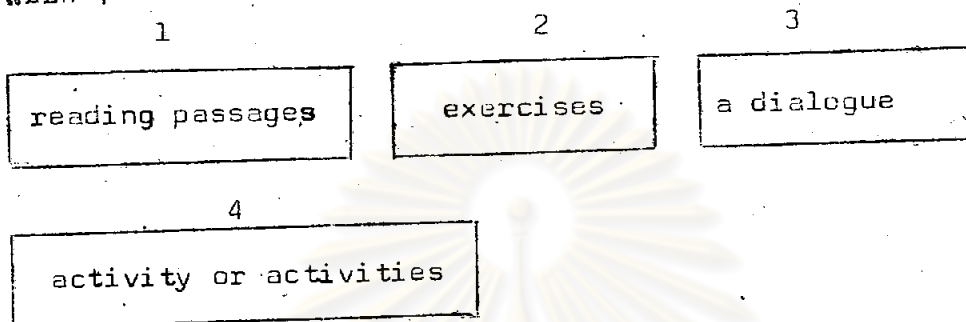 1 2 3
reading passages exercises a dialogue
4
activity or activities